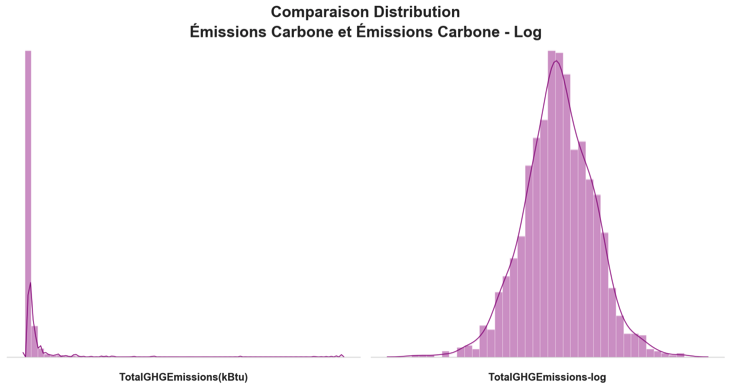 Comparaison Distribution
Émissions Carbone et Émissions Carbone - Log
TotalGHGEmissions(kBtu)
TotalGHGEmissions-log